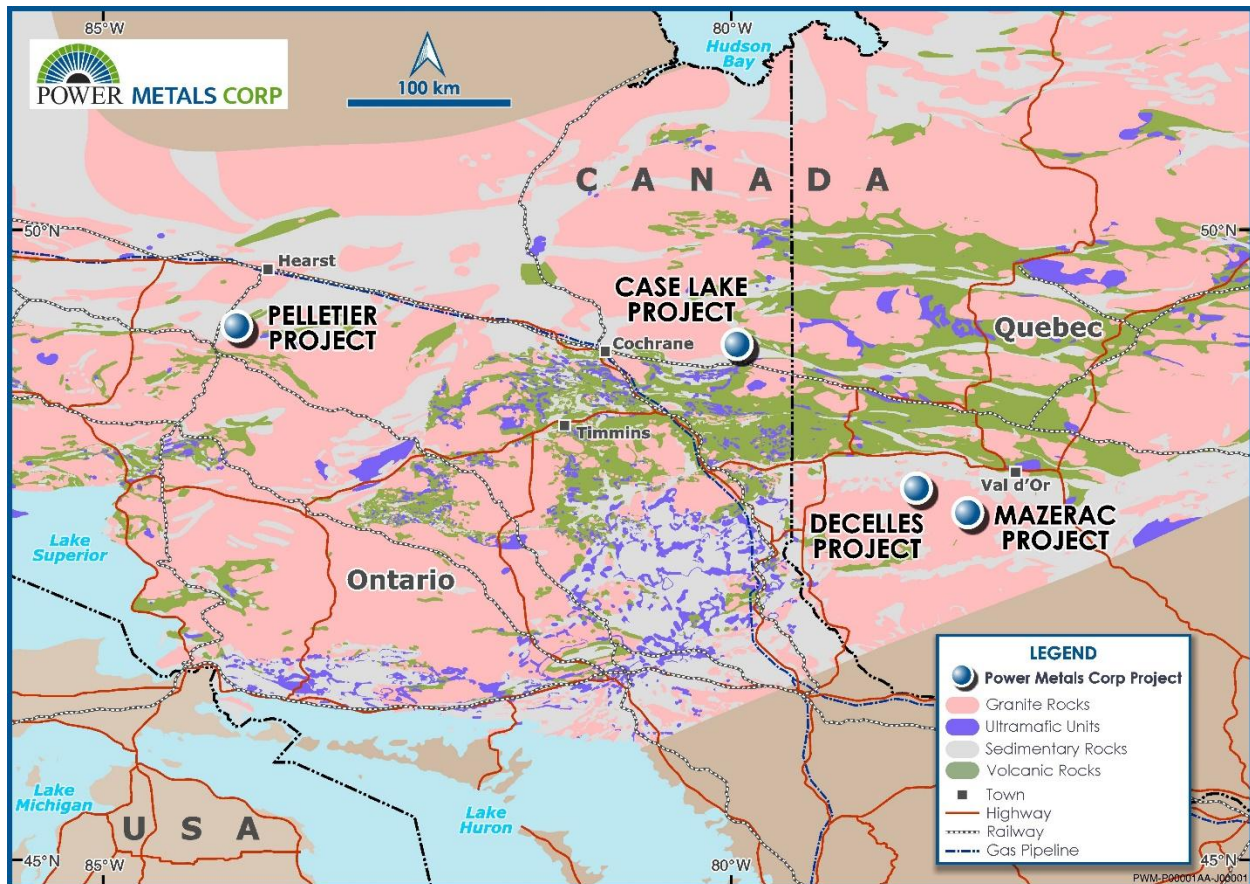 85°W
80°W
Hudson
Bay
POWER METALS CORP
100 km
CANADA
50°N
50°N
Hearst
PELLETIER
PROJECT
CASE LAKE
PROJECT
Quebec
Cochrane
Timmins
Val d'Or
DECELLES
PROJECT
MAZERAC
PROJECT
Lake
Superior
Ontario
LEGEND
Power Metals Corp Project
Granite Rocks
Ultramafic Units
Sedimentary Rocks
Volcanic Rocks
Town
Highway
Railway
Gas Pipeline
Lake
Michigan
USA
Lake
Huron
45°N
85°W
80°W
45°N
PWM-P00001AA-J00001